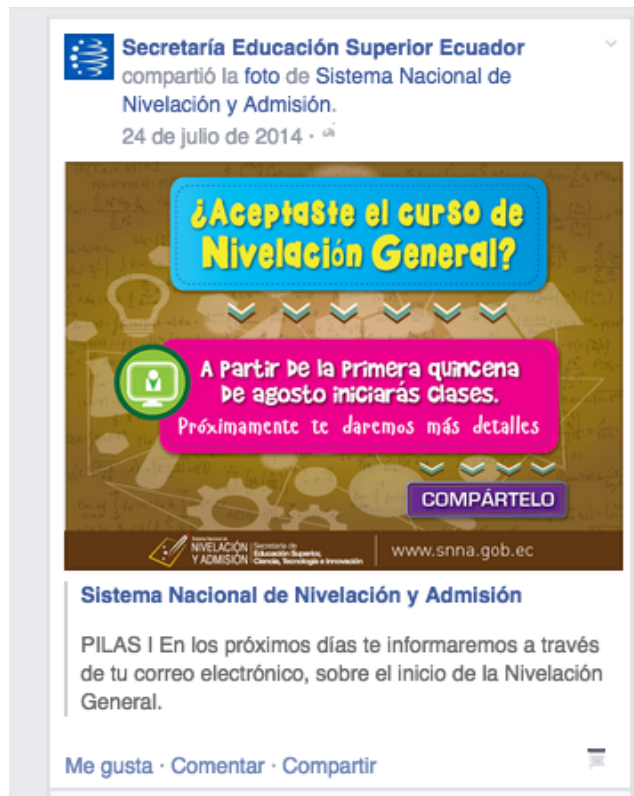 Secretaría Educación Superior Ecuador
compartió la foto de Sistema Nacional de
Nivelación y Admisión.
24 de julio de 2014 ·
¿Aceptaste el curso de
Nivelación General?
A partir de la primera quincena
de agosto iniciarás clases.
Próximamente te daremos más detalles
COMPÁRTELO
Sistema Nacional de
NIVELACIÓN
Y ADMISIÓN
Secretaría de
Educación Superior,
Ciencia, Tecnología e Innovación
www.snna.gob.ec
Sistema Nacional de Nivelación y Admisión
PILAS I En los próximos días te informaremos a través
de tu correo electrónico, sobre el inicio de la Nivelación
General.
Me gusta · Comentar · Compartir